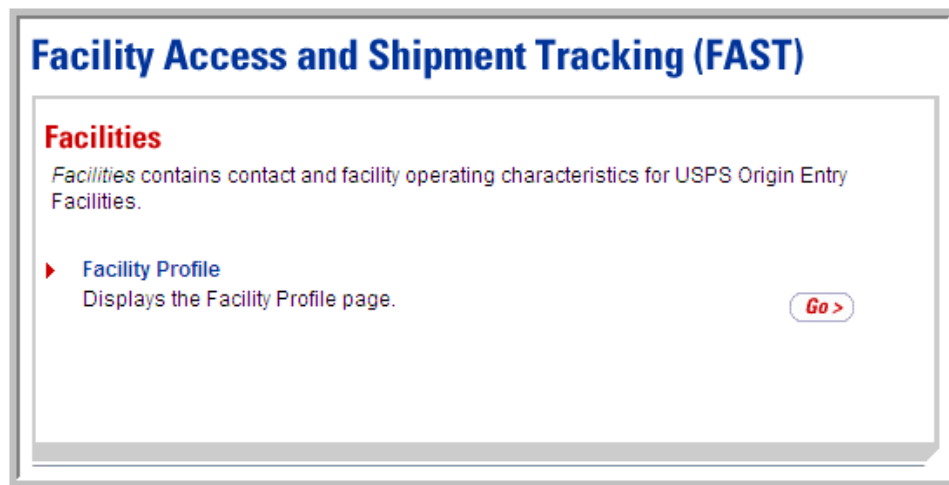 Facility Access and Shipment Tracking (FAST)
Facilities
Facilities contains contact and facility operating characteristics for USPS Origin Entry
Facilities.
Facility Profile
Displays the Facility Profile page.
Go >